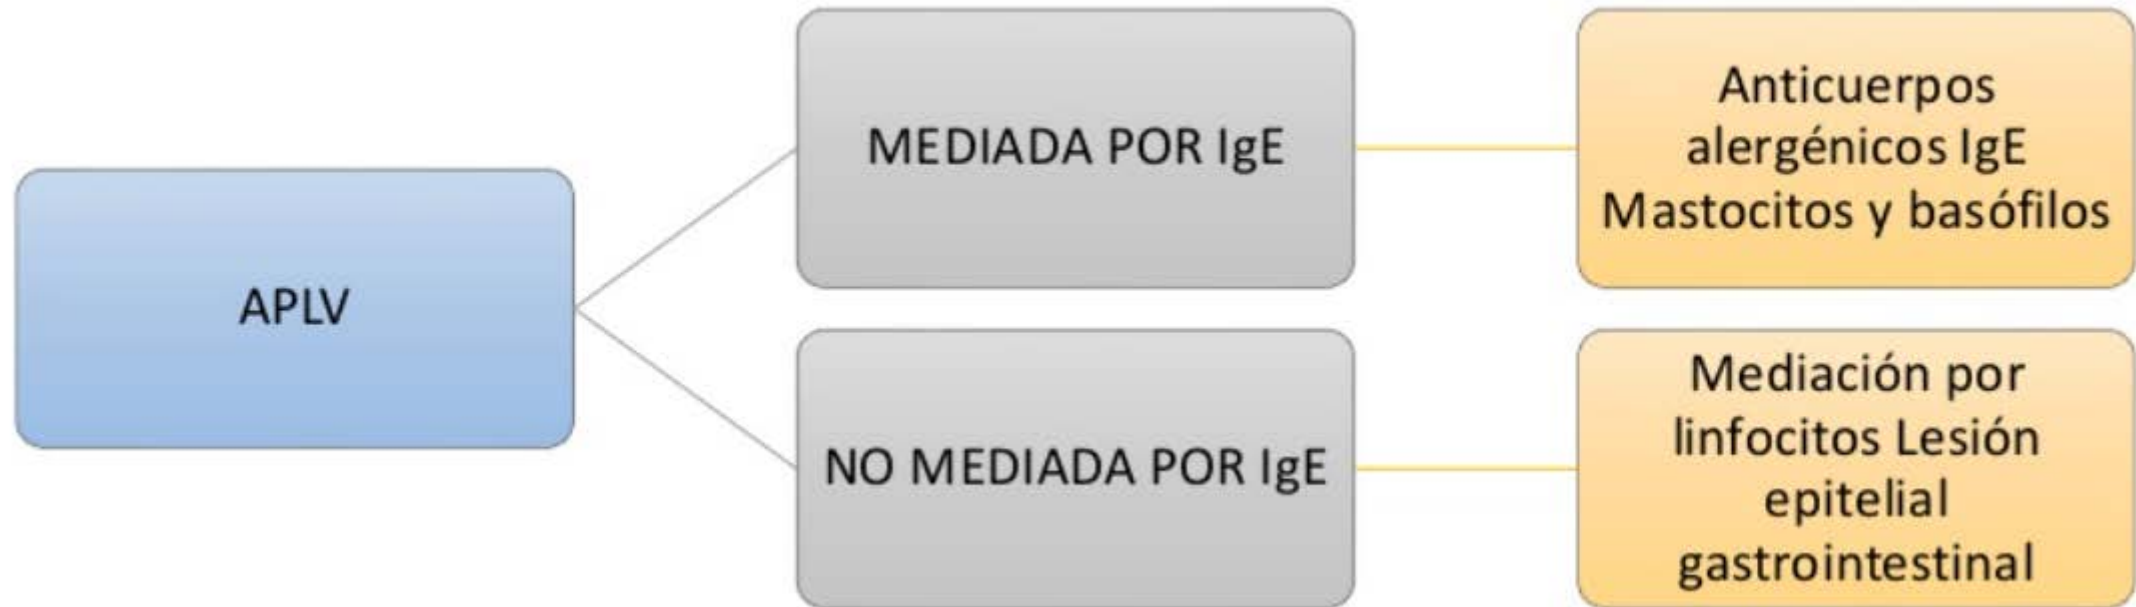 APLV
MEDIADA POR IgE
Anticuerpos
alergénicos IgE
Mastocitos y basófilos
NO MEDIADA POR IgE
Mediación por
linfocitos Lesión
epitelial
gastrointestinal